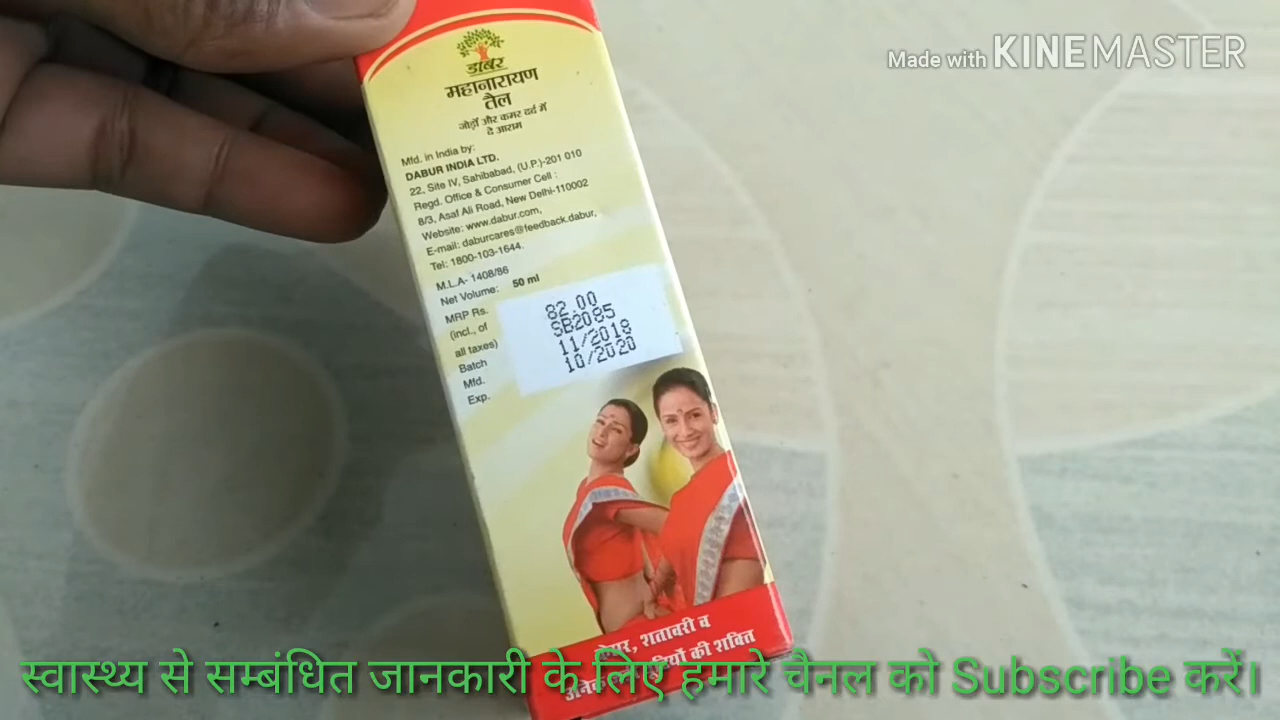 Made with KINEMASTER
डाबर
महानारायण
तैल
जोड़ों और कमर दर्द में
दे आराम
Mfd. in India by:
DABUR INDIA LTD.
22, Site IV, Sahibabad, (U.P.)-201 010
Regd. Office & Consumer Cell :
8/3, Asaf Ali Road, New Delhi-110002
Website: www.dabur.com,
E-mail: daburcares@feedback.dabur,
Tel: 1800-103-1644.
M.L.A- 1408/86
Net Volume: 50 ml
MRP Rs. 82.00
(incl., of
all taxes)
Batch SB2085
Mfd. 11/2018
Exp. 10/2020
शतावरी व
की शक्ति
स्वास्थ्य से सम्बंधित जानकारी के लिए हमारे चैनल को Subscribe करें।